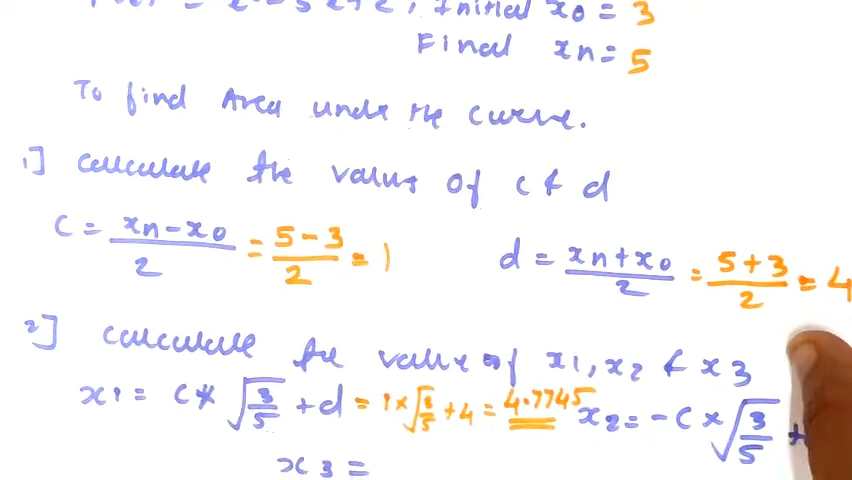 Initial x0 = 3
Final xn = 5
To find Area under the curve.
1] Calculate the value of c & d
C = xn - x0 / 2 = 5 - 3 / 2 = 1    d = xn + x0 / 2 = 5 + 3 / 2 = 4
2] Calculate the value of x1, x2 & x3
x1 = C * √3/5 + d = 1 × √3/5 + 4 = 4.7745    x2 = -C × √3/5 +
x3 =